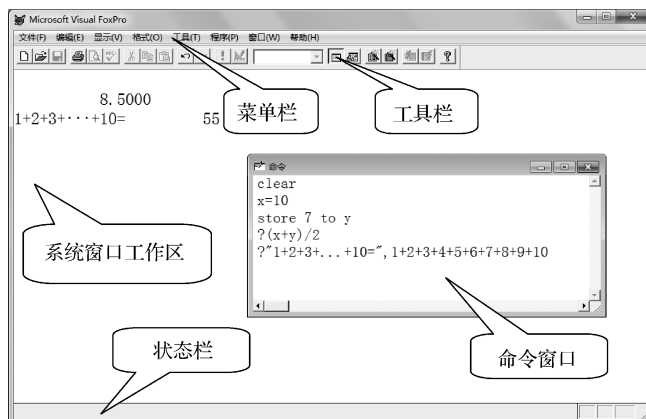 Microsoft Visual FoxPro
文件(F) 编辑(E) 显示(V) 格式(O) 工具(T) 程序(P) 窗口(W) 帮助(H)
菜单栏
工具栏
8.5000
1+2+3+···+10= 55
命令
clear
x=10
store 7 to y
?(x+y)/2
?"1+2+3+...+10=",1+2+3+4+5+6+7+8+9+10
系统窗口工作区
状态栏
命令窗口